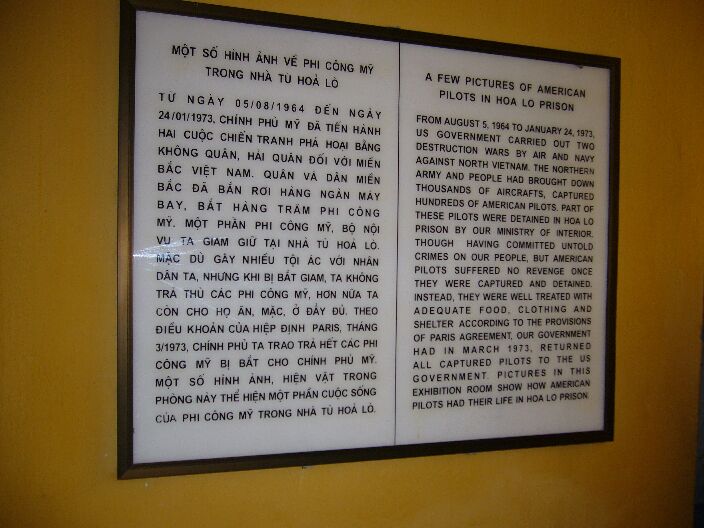 MỘT SỐ HÌNH ẢNH VỀ PHI CÔNG MỸ
TRONG NHÀ TÙ HOẢ LÒ
TỪ NGÀY 05/08/1964 ĐẾN NGÀY
24/01/1973, CHÍNH PHỦ MỸ ĐÃ TIẾN HÀNH
HAI CUỘC CHIẾN TRANH PHÁ HOẠI BẰNG
KHÔNG QUÂN, HẢI QUÂN ĐỐI VỚI MIỀN
BẮC VIỆT NAM. QUÂN VÀ DÂN MIỀN
BẮC ĐÃ BẮN RƠI HÀNG NGÀN MÁY
BAY, BẮT HÀNG TRĂM PHI CÔNG
MỸ. MỘT PHẦN PHI CÔNG MỸ, BỘ NỘI
VỤ TA GIAM GIỮ TẠI NHÀ TÙ HOẢ LÒ.
MẶC DÙ GÂY NHIỀU TỘI ÁC VỚI NHÂN
DÂN TA, NHƯNG KHI BỊ BẮT GIAM, TA KHÔNG
TRẢ THÙ CÁC PHI CÔNG MỸ, HƠN NỮA TA
CÒN CHO HỌ ĂN, MẶC, Ở ĐẦY ĐỦ. THEO
ĐIỀU KHOẢN CỦA HIỆP ĐỊNH PARIS, THÁNG
3/1973, CHÍNH PHỦ TA TRAO TRẢ HẾT CÁC PHI
CÔNG MỸ BỊ BẮT CHO CHÍNH PHỦ MỸ.
MỘT SỐ HÌNH ẢNH, HIỆN VẬT TRONG
PHÒNG NÀY THỂ HIỆN MỘT PHẦN CUỘC SỐNG
CỦA PHI CÔNG MỸ TRONG NHÀ TÙ HOẢ LÒ.
A FEW PICTURES OF AMERICAN
PILOTS IN HOA LO PRISON
FROM AUGUST 5, 1964 TO JANUARY 24, 1973,
US GOVERNMENT CARRIED OUT TWO
DESTRUCTION WARS BY AIR AND NAVY
AGAINST NORTH VIETNAM. THE NORTHERN
ARMY AND PEOPLE HAD BROUGHT DOWN
THOUSANDS OF AIRCRAFTS, CAPTURED
HUNDREDS OF AMERICAN PILOTS. PART OF
THESE PILOTS WERE DETAINED IN HOA LO
PRISON BY OUR MINISTRY OF INTERIOR.
THOUGH HAVING COMMITTED UNTOLD
CRIMES ON OUR PEOPLE, BUT AMERICAN
PILOTS SUFFERED NO REVENGE ONCE
THEY WERE CAPTURED AND DETAINED.
INSTEAD, THEY WERE WELL TREATED WITH
ADEQUATE FOOD, CLOTHING AND
SHELTER ACCORDING TO THE PROVISIONS
OF PARIS AGREEMENT, OUR GOVERNMENT
HAD IN MARCH 1973, RETURNED
ALL CAPTURED PILOTS TO THE US
GOVERNMENT. PICTURES IN THIS
EXHIBITION ROOM SHOW HOW AMERICAN
PILOTS HAD THEIR LIFE IN HOA LO PRISON.